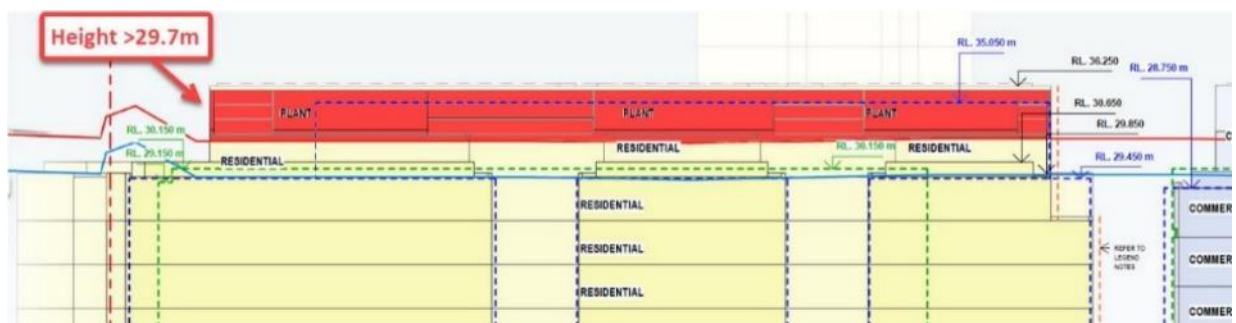 Height >29.7m
RL. 35.050 m
RL. 36.250
RL. 28.750 m
PLANT
PLANT
PLANT
RL. 30.650
RL. 29.850
RL. 30.150 m
RL. 29.150 m
RESIDENTIAL
RESIDENTIAL
RL. 30.150 m
RESIDENTIAL
RL. 29.450 m
RESIDENTIAL
COMMER
RESIDENTIAL
REFER TO
LEGEND
NOTES
COMMER
RESIDENTIAL
COMMER